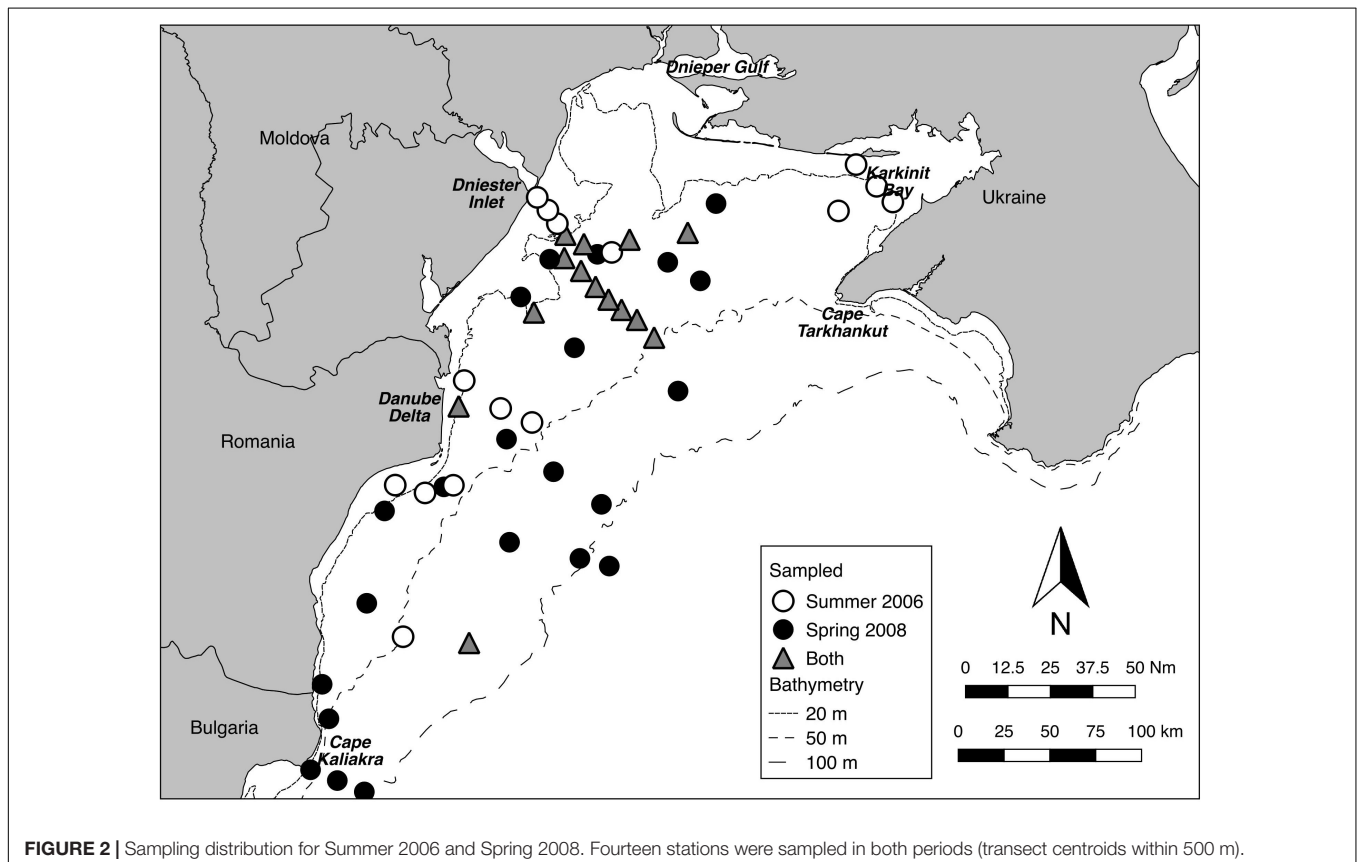 Dnieper Gulf
Moldova
Dniester
Inlet
Karkinit
Bay
Ukraine
Cape
Tarkhankut
Danube
Delta
Romania
Sampled
Summer 2006
Spring 2008
Both
Bathymetry
20 m
50 m
100 m
N
0 12.5 25 37.5 50 Nm
0 25 50 75 100 km
Bulgaria
Cape
Kaliakra
FIGURE 2 | Sampling distribution for Summer 2006 and Spring 2008. Fourteen stations were sampled in both periods (transect centroids within 500 m).